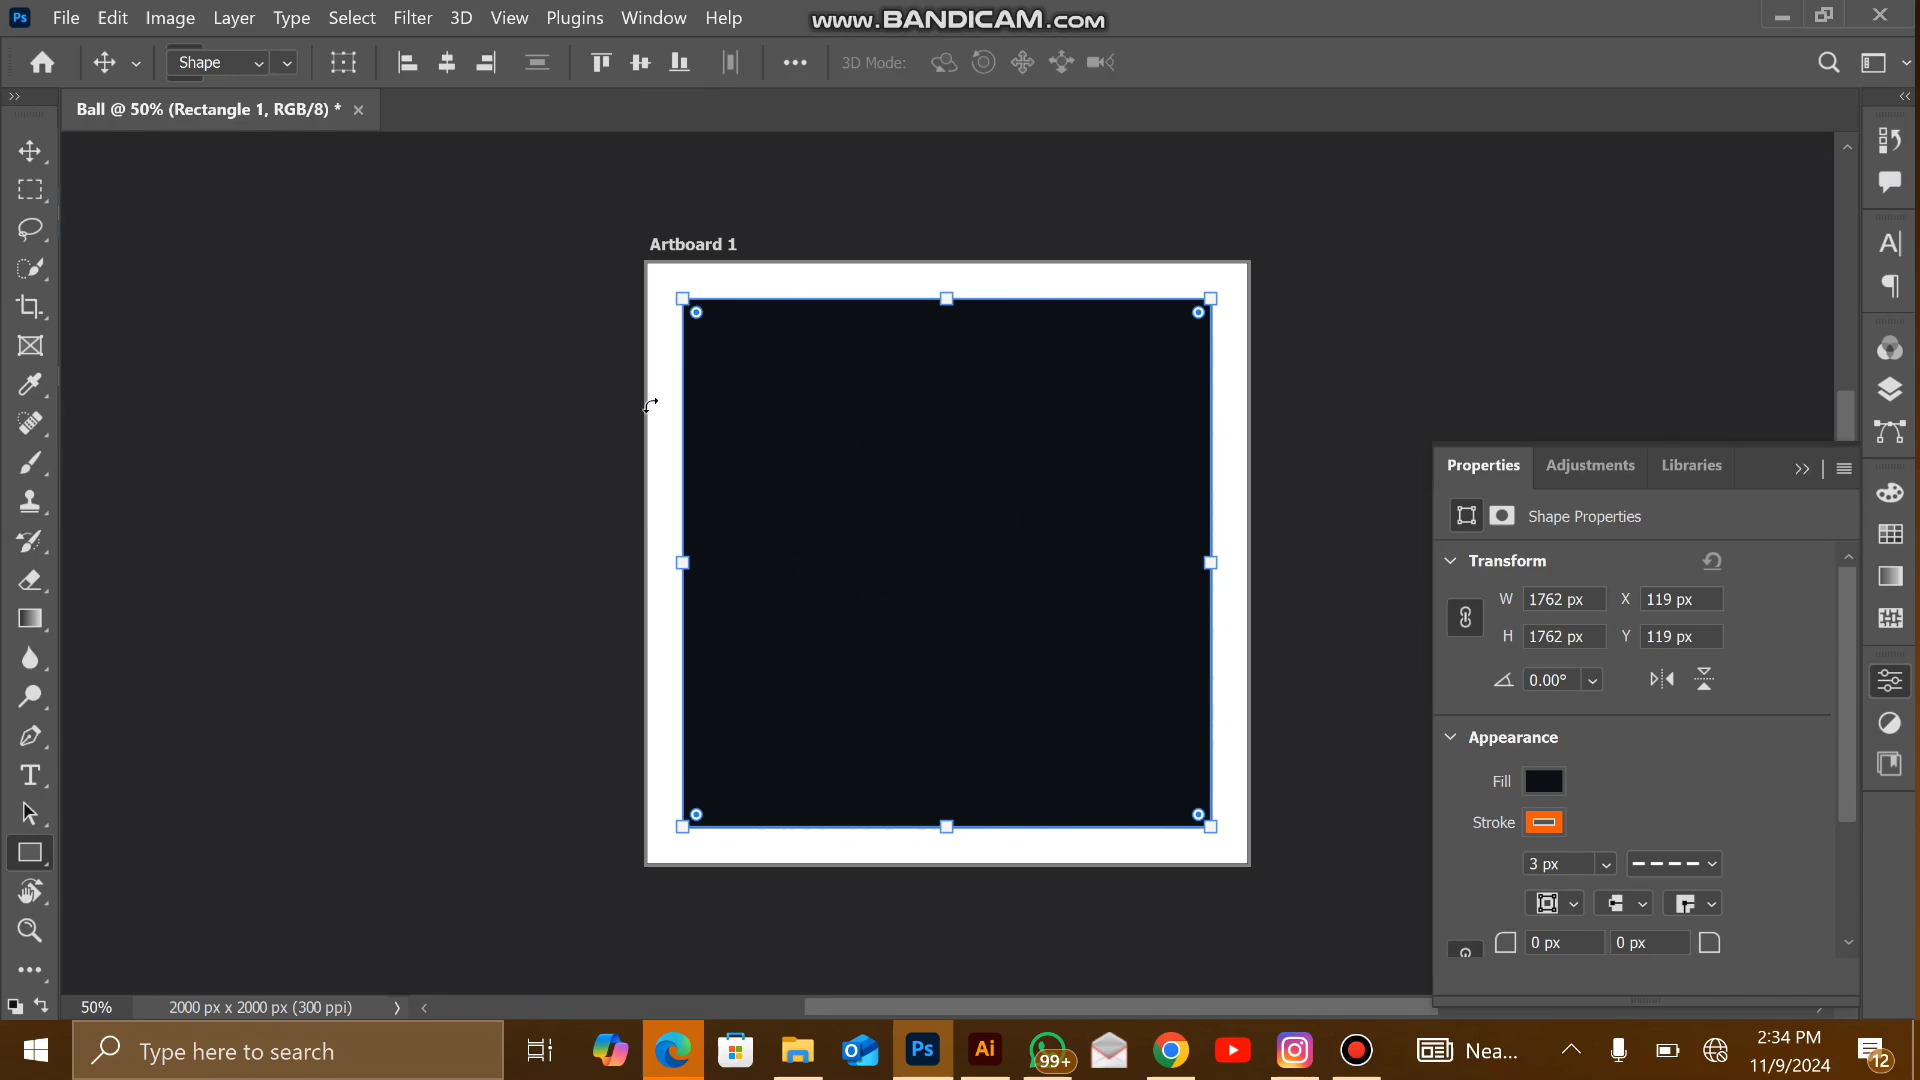 Ps File Edit Image Layer Type Select Filter 3D View Plugins Window Help
www.BANDICAM.com
Shape
3D Mode:
Ball @ 50% (Rectangle 1, RGB/8) *
Artboard 1
Properties Adjustments Libraries
Shape Properties
Transform
W 1762 px X 119 px
H 1762 px Y 119 px
0.00°
Appearance
Fill
Stroke
3 px
0 px 0 px
50% 2000 px x 2000 px (300 ppi)
Type here to search
Ps Ai 99+
Nea...
2:34 PM
11/9/2024
12